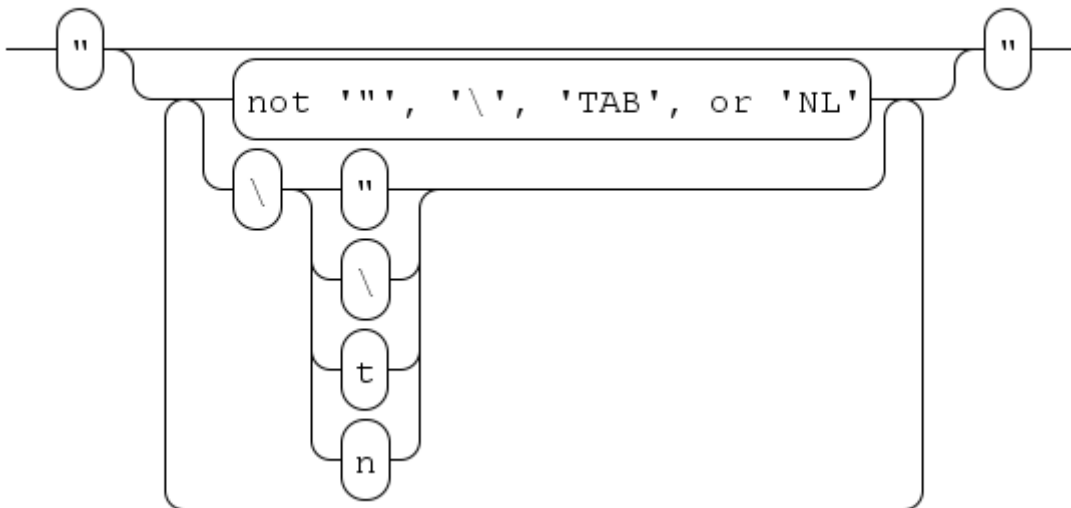 " "
not '"', '\', 'TAB', or 'NL'
\ "
\
t
n